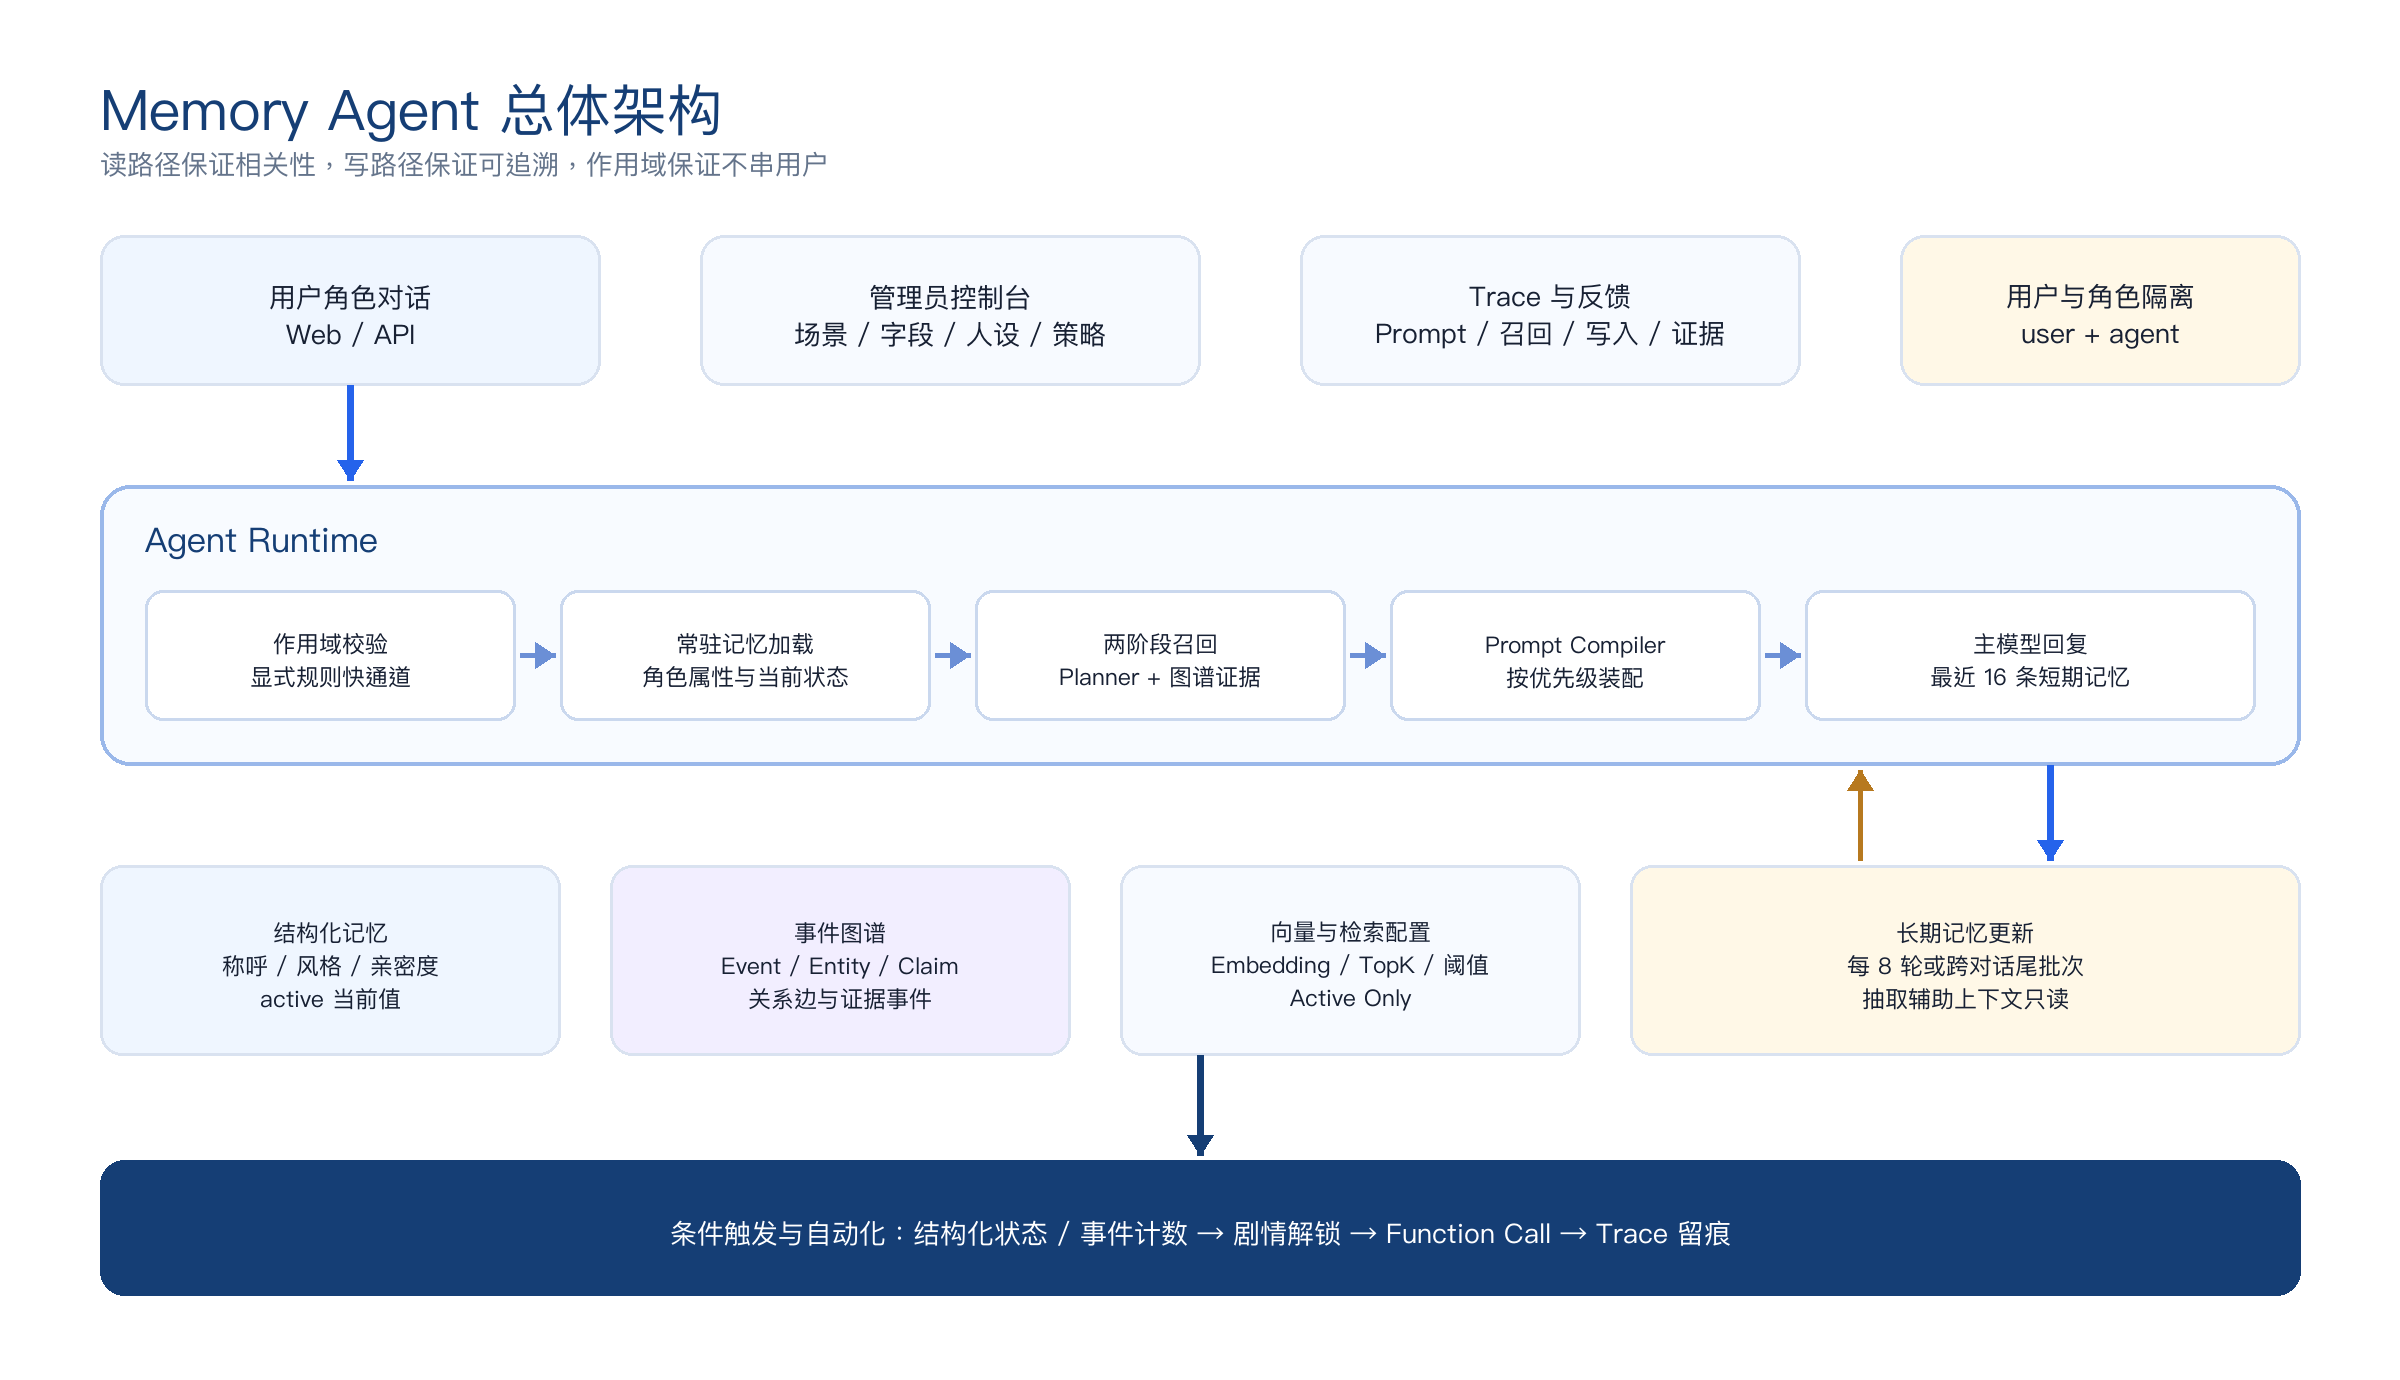 Memory Agent 总体架构
读路径保证相关性，写路径保证可追溯，作用域保证不串用户
用户角色对话
Web / API
管理员控制台
场景 / 字段 / 人设 / 策略
Trace 与反馈
Prompt / 召回 / 写入 / 证据
用户与角色隔离
user + agent
Agent Runtime
作用域校验
显式规则快通道
常驻记忆加载
角色属性与当前状态
两阶段召回
Planner + 图谱证据
Prompt Compiler
按优先级装配
主模型回复
最近 16 条短期记忆
结构化记忆
称呼 / 风格 / 亲密度
active 当前值
事件图谱
Event / Entity / Claim
关系边与证据事件
向量与检索配置
Embedding / TopK / 阈值
Active Only
长期记忆更新
每 8 轮或跨对话尾批次
抽取辅助上下文只读
条件触发与自动化：结构化状态 / 事件计数 → 剧情解锁 → Function Call → Trace 留痕